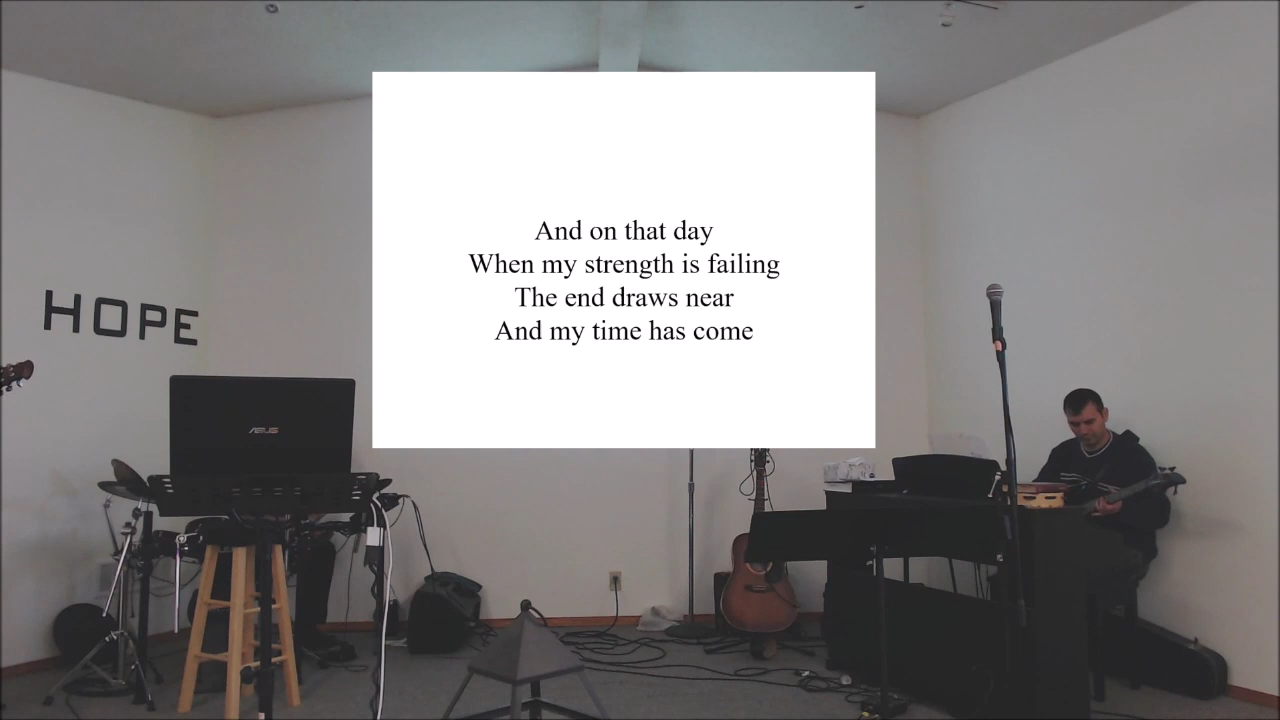 And on that day
When my strength is failing
The end draws near
And my time has come
HOPE
ASUS